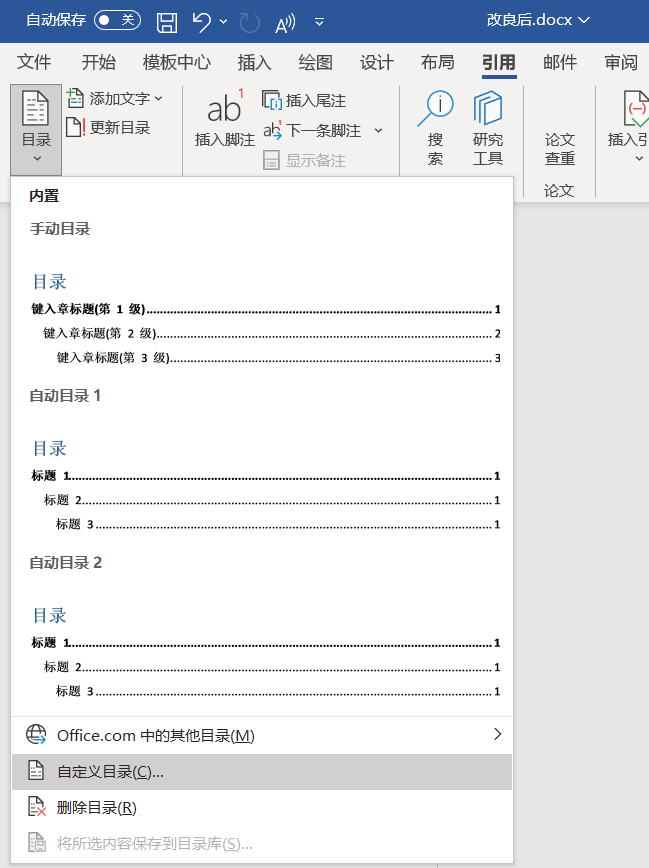 自动保存 关 改良后.docx
文件 开始 模板中心 插入 绘图 设计 布局 引用 邮件 审阅
目录
添加文字
更新目录
ab 1
插入脚注
插入尾注
ab 1 下一条脚注
显示备注
搜
索
研究
工具
论文
查重
论文
插入引
内置
手动目录
目录
键入章标题(第 1 级)........................................ 1
键入章标题(第 2 级)........................................ 2
键入章标题(第 3 级)........................................ 3
自动目录 1
目录
标题 1........................................ 1
标题 2........................................ 1
标题 3........................................ 1
自动目录 2
目录
标题 1........................................ 1
标题 2........................................ 1
标题 3........................................ 1
Office.com 中的其他目录(M)
自定义目录(C)...
删除目录(R)
将所选内容保存到目录库(S)...